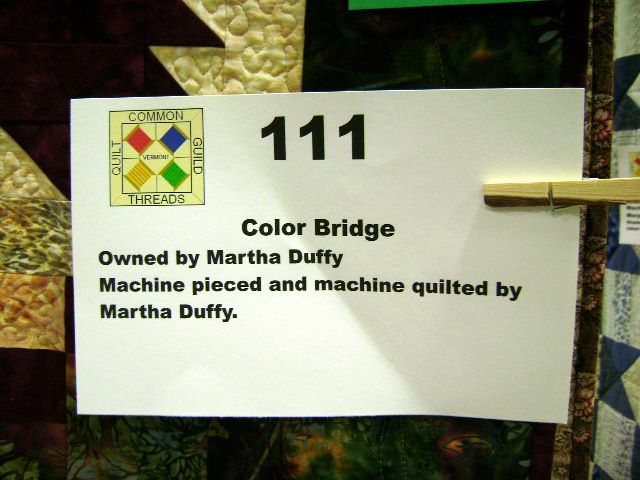 COMMON
QUILT
VERMONT
GUILD
THREADS
111
Color Bridge
Owned by Martha Duffy
Machine pieced and machine quilted by
Martha Duffy.